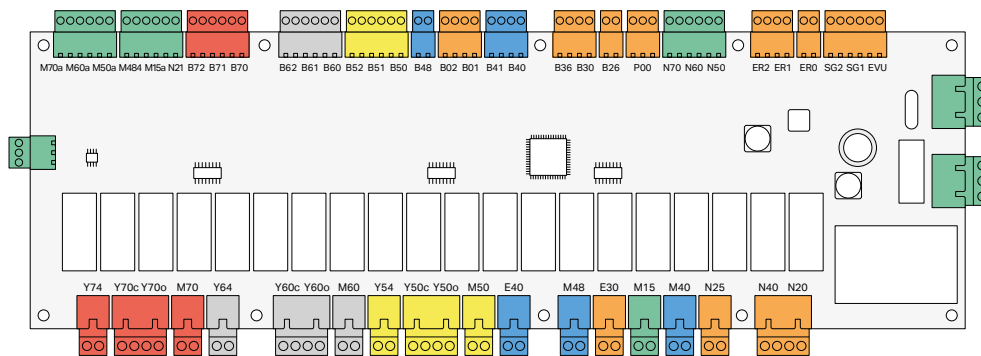 M70a M60a M50a M484 M15a N21 B72 B71 B70 B62 B61 B60 B52 B51 B50 B48 B02 B01 B41 B40 B36 B30 B26 P00 N70 N60 N50 ER2 ER1 ER0 SG2 SG1 EVU
Y74 Y70c Y70o M70 Y64 Y60c Y60o M60 Y54 Y50c Y50o M50 E40 M48 E30 M15 M40 N25 N40 N20